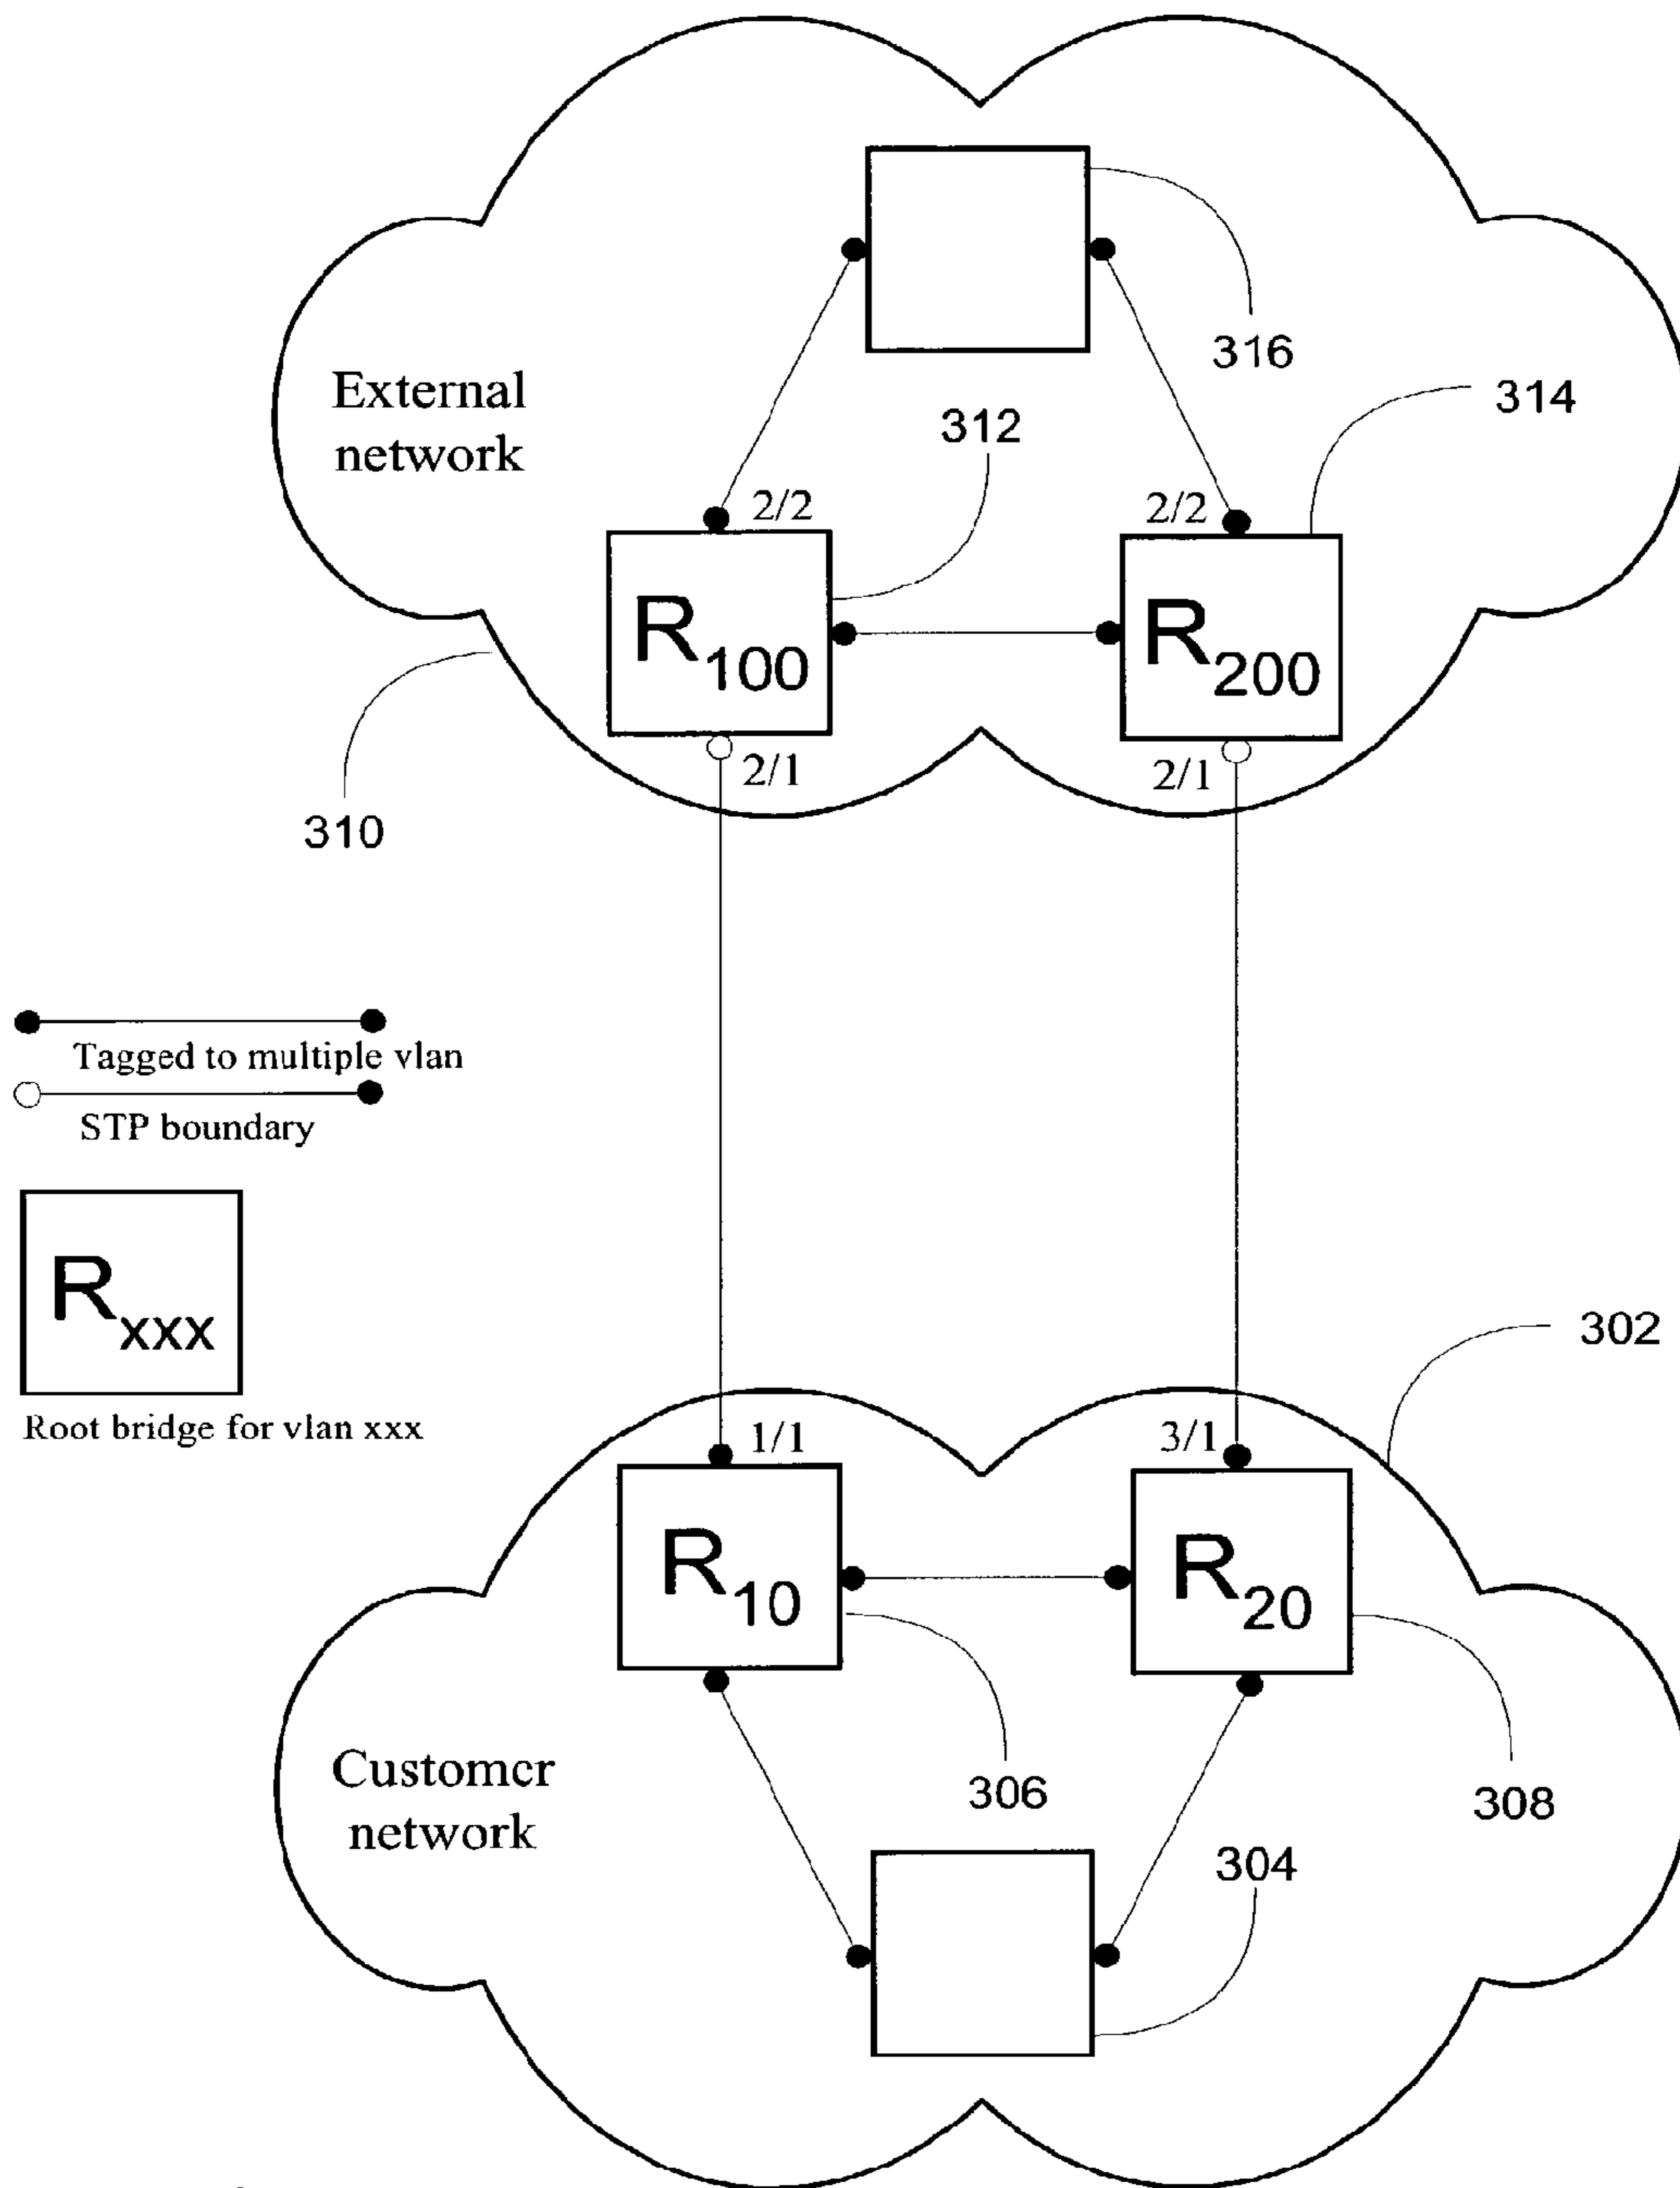 316
External
network
314
312
2/2
2/2
R100
R200
2/1
2/1
310
Tagged to multiple vlan
STP boundary
Rxxx
Root bridge for vlan xxx
302
1/1
3/1
R10
R20
Customer
network
306
308
304